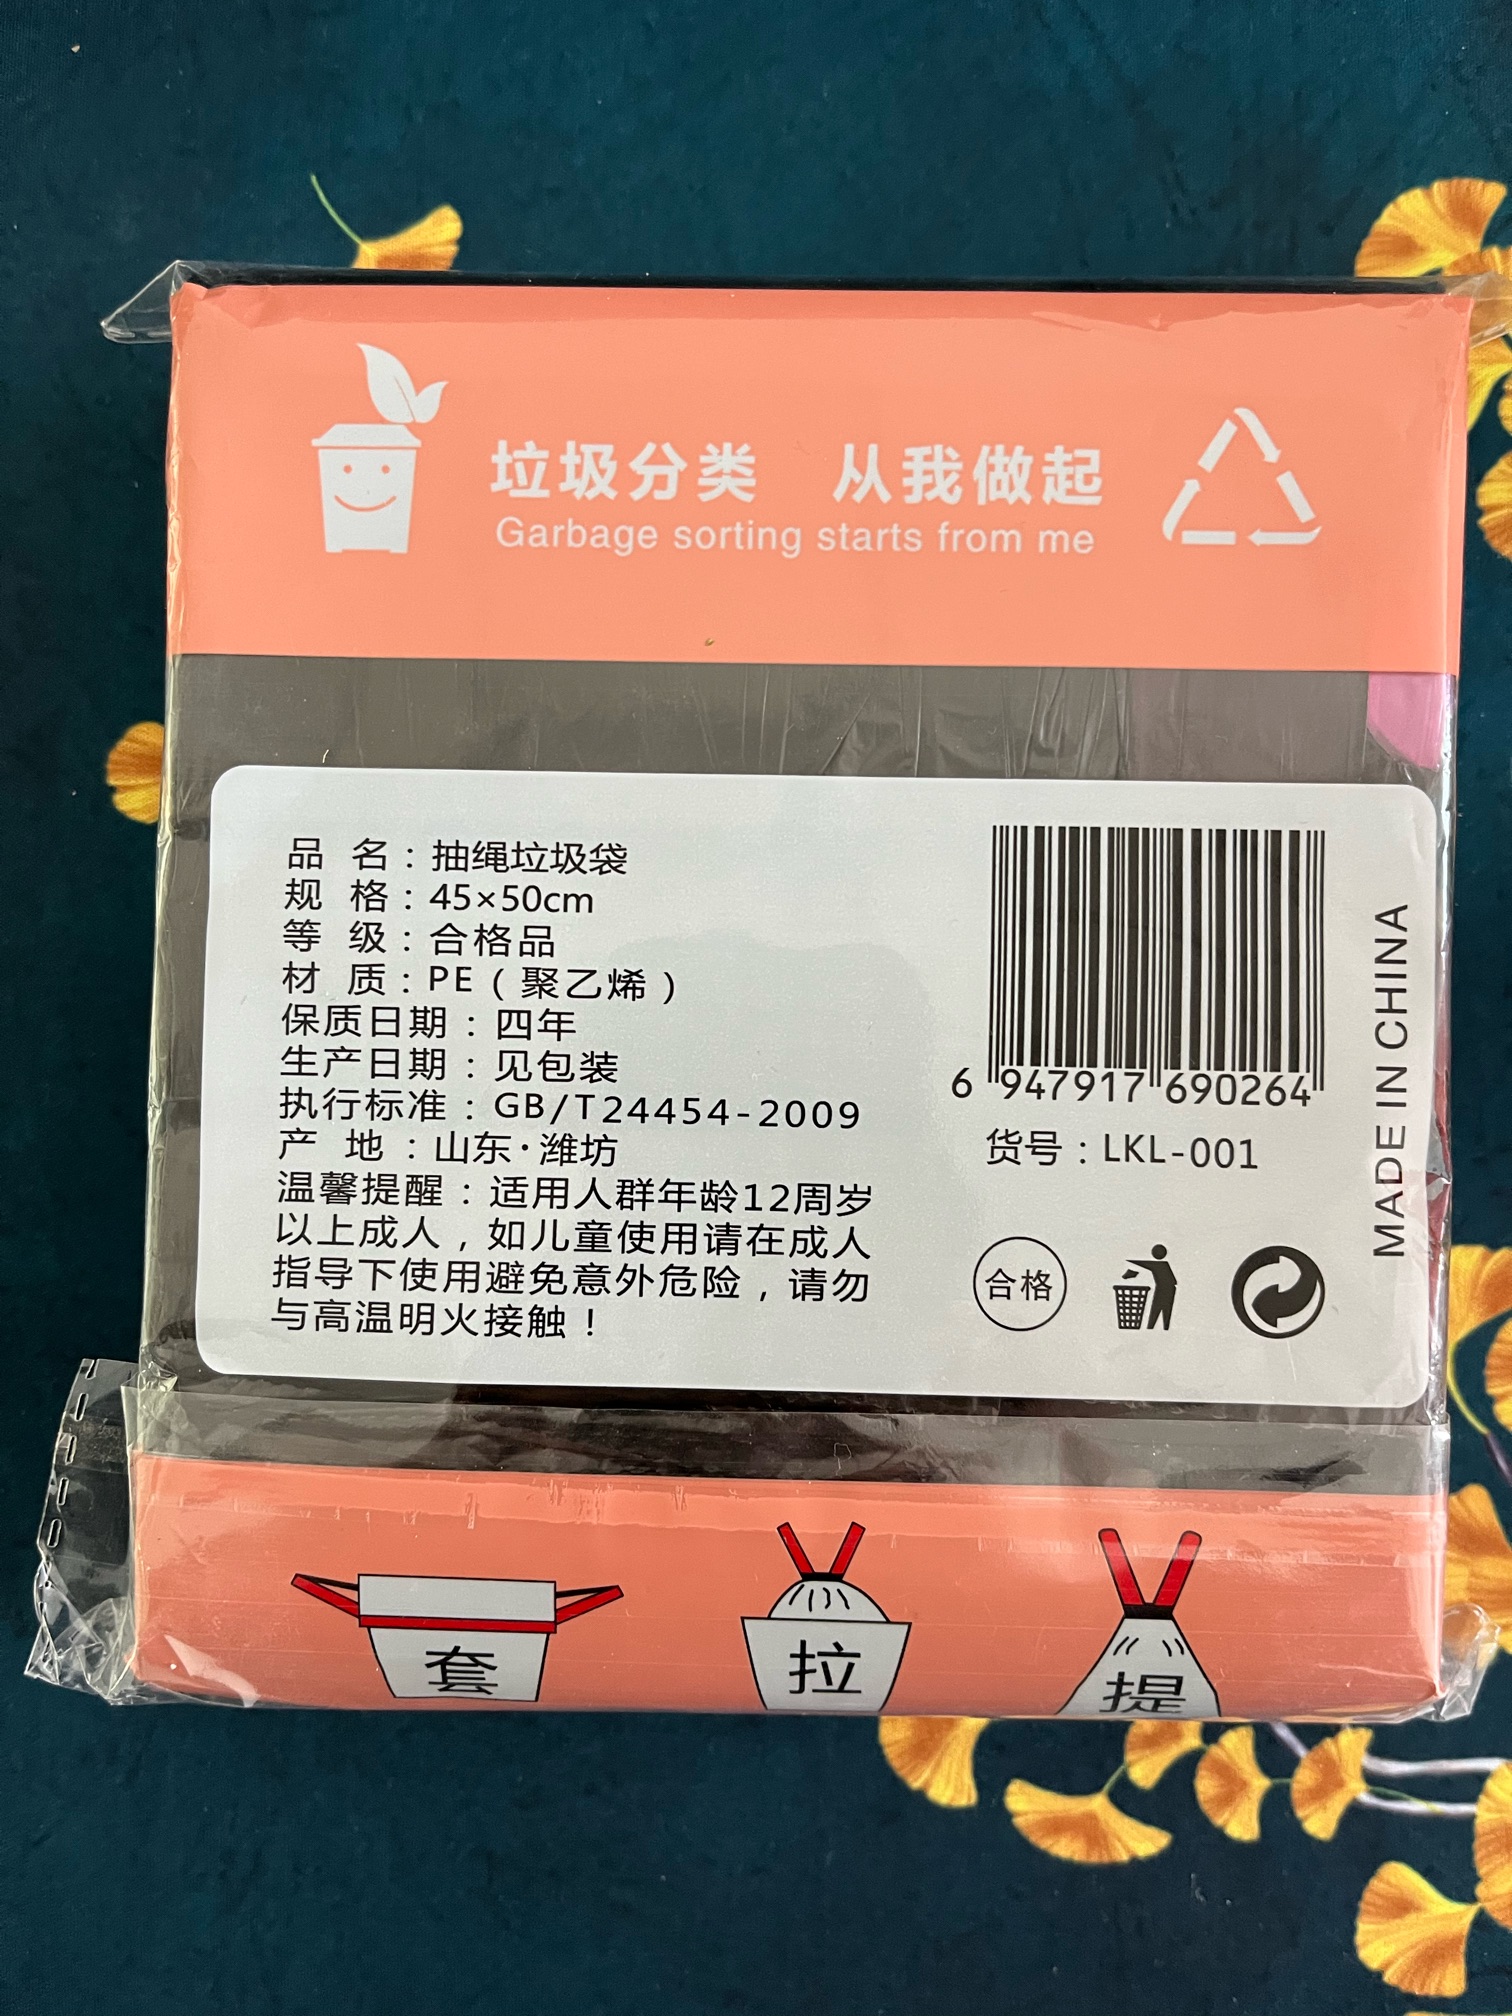 垃圾分类 从我做起
Garbage sorting starts from me
品 名：抽绳垃圾袋
规 格：45×50cm
等 级：合格品
材 质：PE（聚乙烯）
保质日期：四年
生产日期：见包装
执行标准：GB/T24454-2009
产 地：山东·潍坊
温馨提醒：适用人群年龄12周岁
以上成人，如儿童使用请在成人
指导下使用避免意外危险，请勿
与高温明火接触！
6 947917 690264
货号：LKL-001
合格
MADE IN CHINA
套
拉
提